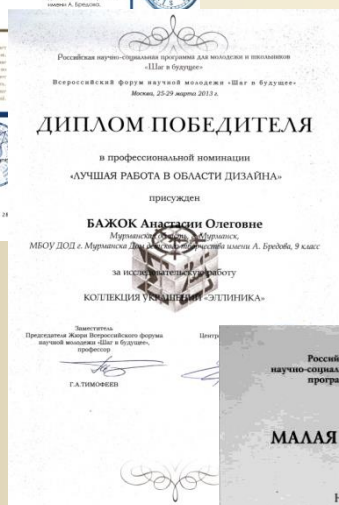 имени А. Бредова,
Российская научно-социальная программа для молодежи и школьников
«Шаг в будущее»
Всероссийский форум научной молодежи «Шаг в будущее»
Москва, 25-29 марта 2013 г.
ДИПЛОМ ПОБЕДИТЕЛЯ
в профессиональной номинации
«ЛУЧШАЯ РАБОТА В ОБЛАСТИ ДИЗАЙНА»
присужден
БАЖОК Анастасии Олеговне
Мурманская область, г. Мурманск,
МБОУ ДОД г. Мурманска Дом детского творчества имени А. Бредова, 9 класс
за исследовательскую работу
КОЛЛЕКЦИЯ УКРАШЕНИЙ «ЭЛЛИНИКА»
Заместитель
Председателя Жюри Всероссийского форума
научной молодежи «Шаг в будущее»,
профессор
Г.А.ТИМОФЕЕВ
Центр
Россий
научно-социал
програ
МАЛАЯ
Н